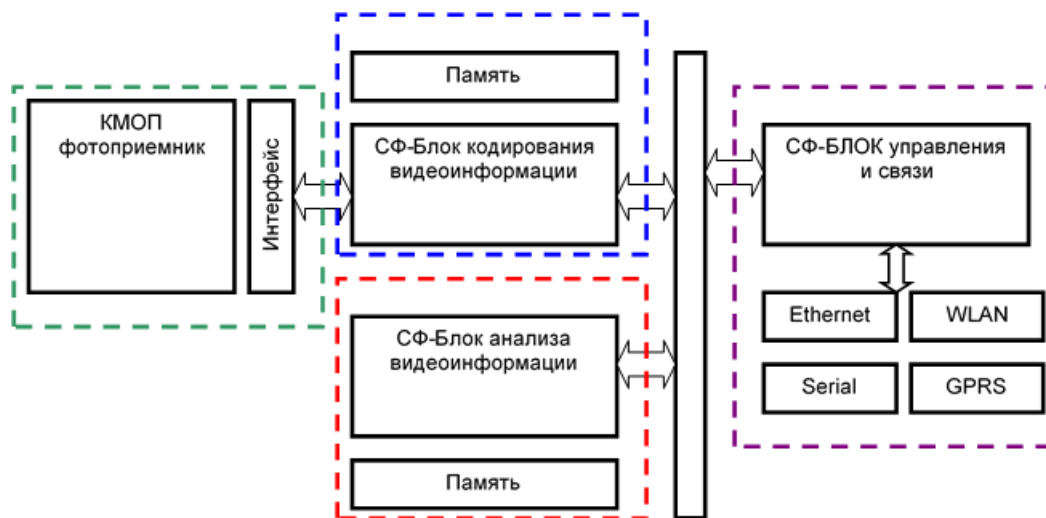 КМОП
фотоприемник
Интерфейс
Память
СФ-Блок кодирования
видеоинформации
СФ-Блок анализа
видеоинформации
Память
СФ-БЛОК управления
и связи
Ethernet
WLAN
Serial
GPRS